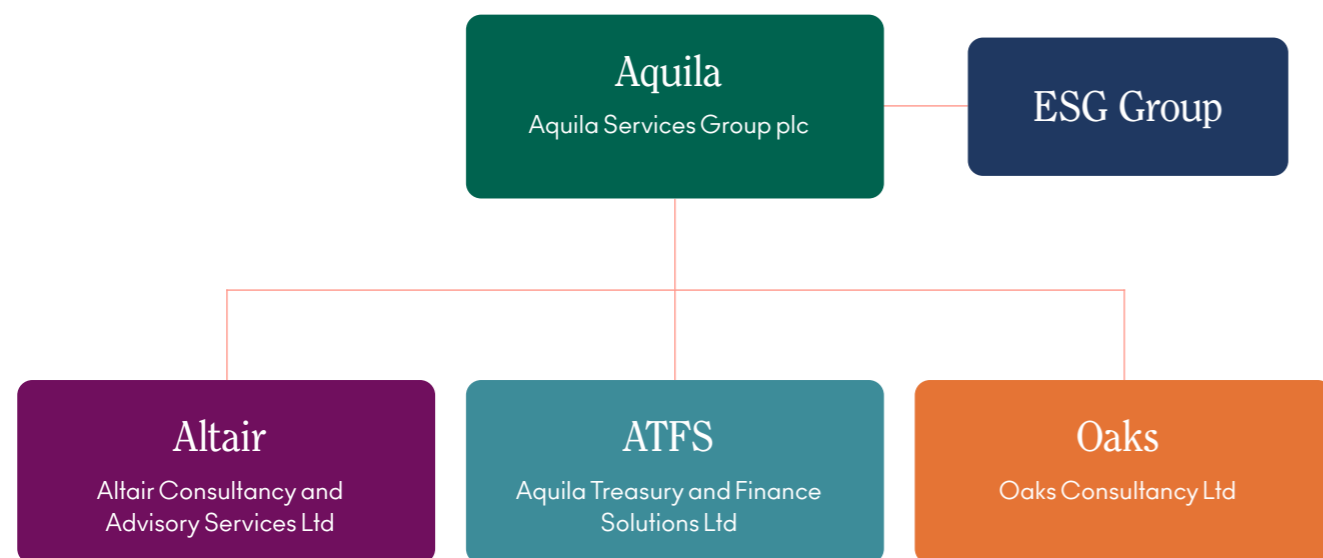 Aquila
Aquila Services Group plc
ESG Group
Altair
Altair Consultancy and
Advisory Services Ltd
ATFS
Aquila Treasury and Finance
Solutions Ltd
Oaks
Oaks Consultancy Ltd